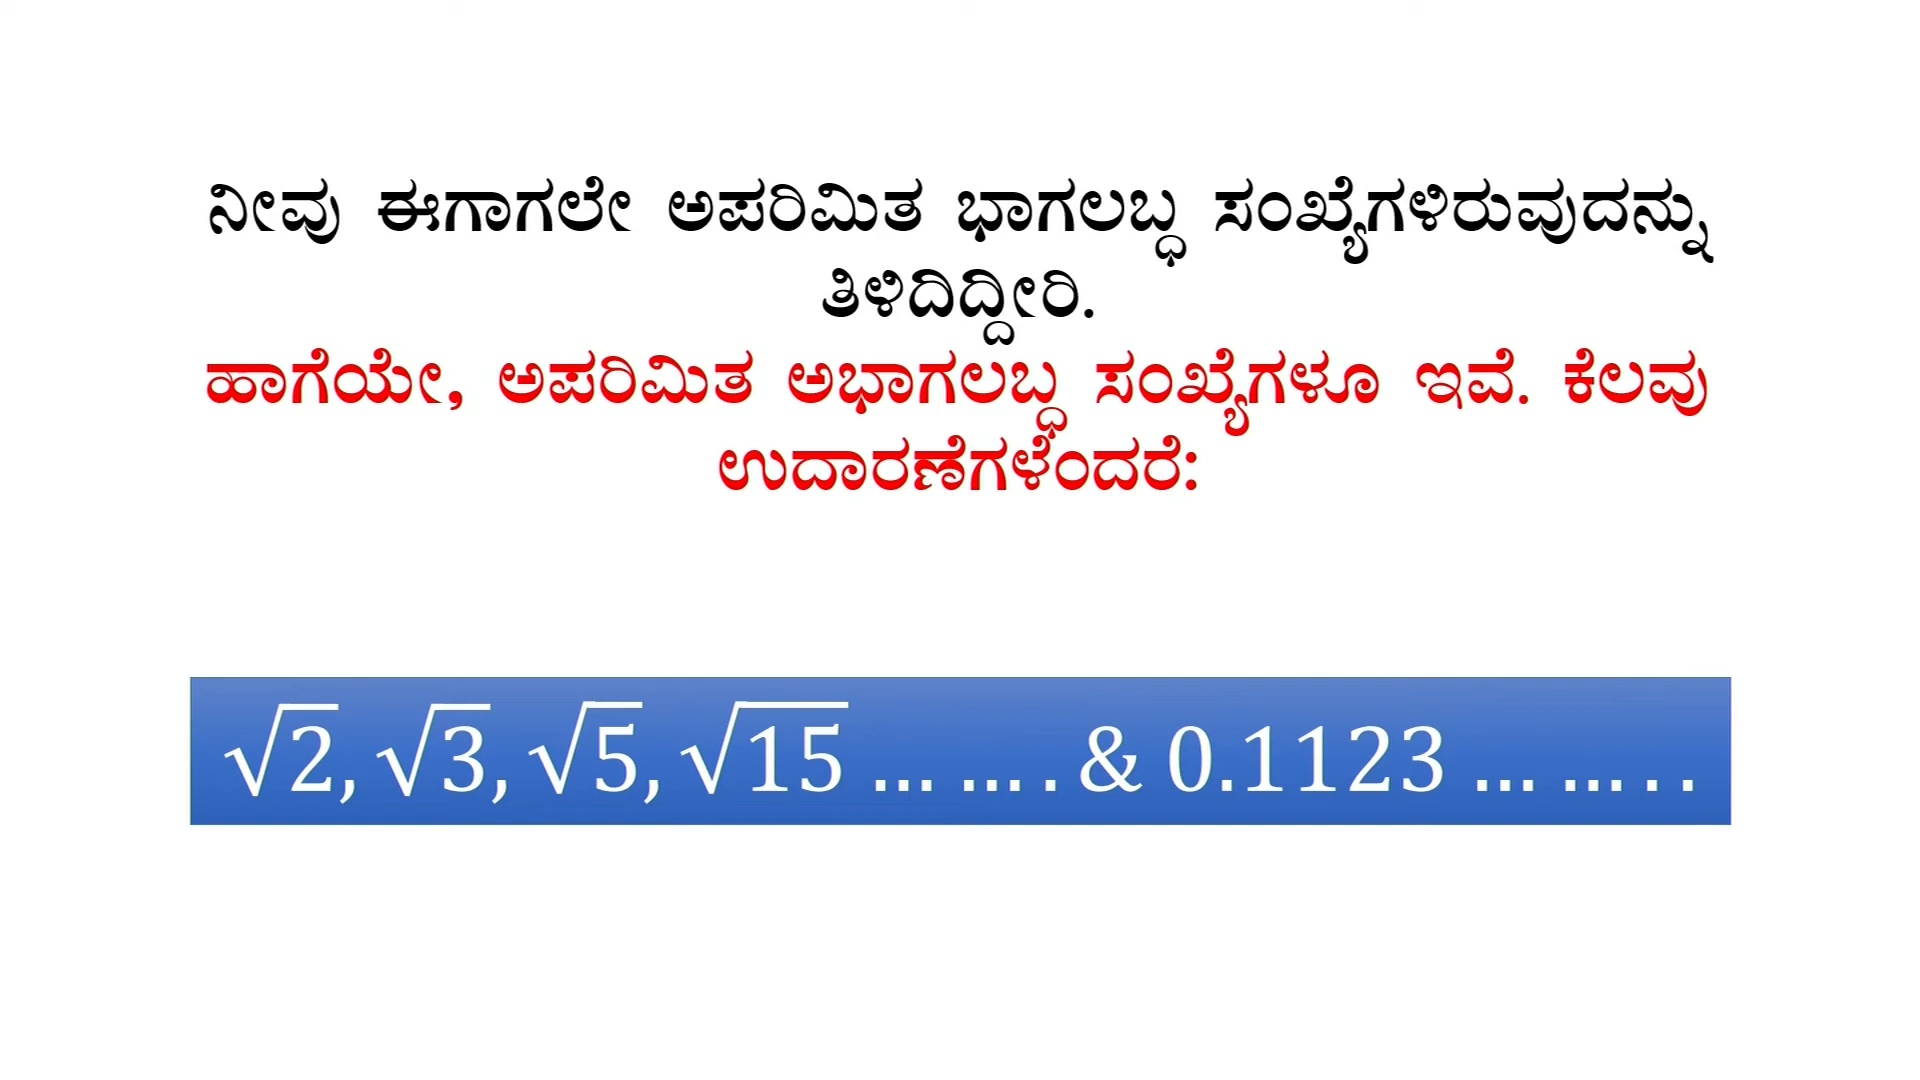 ನೀವು ಈಗಾಗಲೇ ಅಪರಿಮಿತ ಭಾಗಲಬ್ಧ ಸಂಖ್ಯೆಗಳಿರುವುದನ್ನು
ತಿಳಿದಿದ್ದೀರಿ.
ಹಾಗೆಯೇ, ಅಪರಿಮಿತ ಅಭಾಗಲಬ್ಧ ಸಂಖ್ಯೆಗಳೂ ಇವೆ. ಕೆಲವು
ಉದಾರಣೆಗಳೆಂದರೆ:
√2, √3, √5, √15 … … . & 0.1123 … … . .